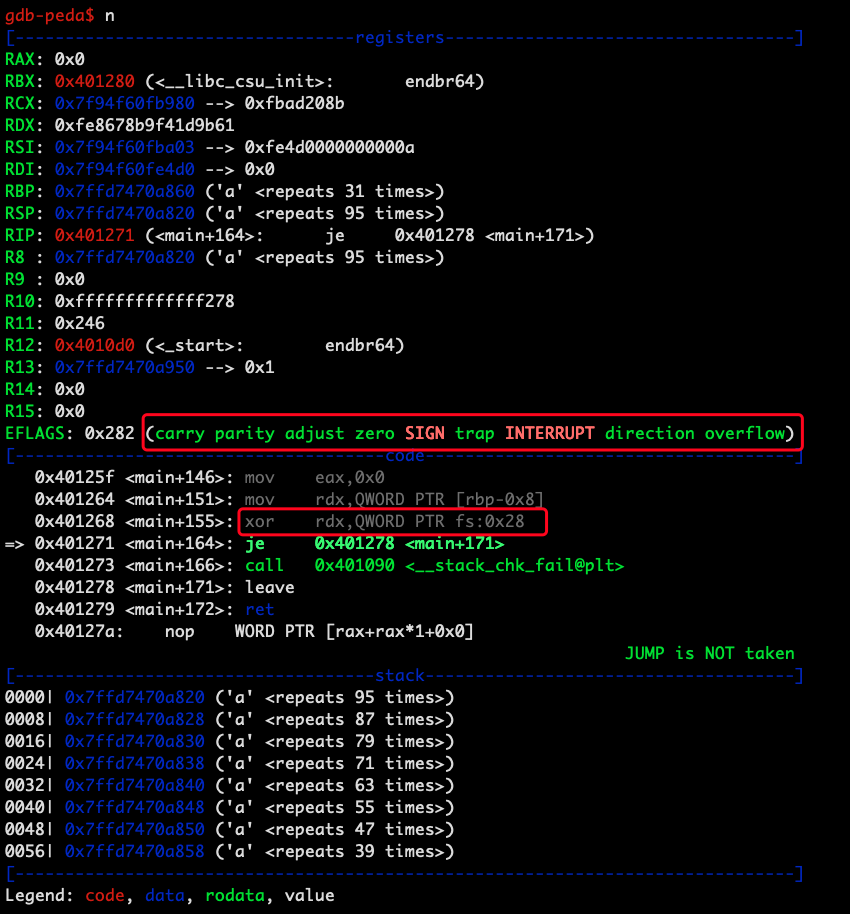 gdb-peda$ n
[----------------------------------registers-----------------------------------]
RAX: 0x0
RBX: 0x401280 (<__libc_csu_init>:       endbr64)
RCX: 0x7f94f60fb980 --> 0xfbad208b
RDX: 0xfe8678b9f41d9b61
RSI: 0x7f94f60fba03 --> 0xfe4d0000000000a
RDI: 0x7f94f60fe4d0 --> 0x0
RBP: 0x7ffd7470a860 ('a' <repeats 31 times>)
RSP: 0x7ffd7470a820 ('a' <repeats 95 times>)
RIP: 0x401271 (<main+164>:      je     0x401278 <main+171>)
R8 : 0x7ffd7470a820 ('a' <repeats 95 times>)
R9 : 0x0
R10: 0xfffffffffffff278
R11: 0x246
R12: 0x4010d0 (<_start>:        endbr64)
R13: 0x7ffd7470a950 --> 0x1
R14: 0x0
R15: 0x0
EFLAGS: 0x282 (carry parity adjust zero SIGN trap INTERRUPT direction overflow)
[-------------------------------------code-------------------------------------]
   0x40125f <main+146>: mov    eax,0x0
   0x401264 <main+151>: mov    rdx,QWORD PTR [rbp-0x8]
   0x401268 <main+155>: xor    rdx,QWORD PTR fs:0x28
=> 0x401271 <main+164>: je     0x401278 <main+171>
   0x401273 <main+166>: call   0x401090 <__stack_chk_fail@plt>
   0x401278 <main+171>: leave
   0x401279 <main+172>: ret
   0x40127a:    nop    WORD PTR [rax+rax*1+0x0]
                                                              JUMP is NOT taken
[------------------------------------stack-------------------------------------]
0000| 0x7ffd7470a820 ('a' <repeats 95 times>)
0008| 0x7ffd7470a828 ('a' <repeats 87 times>)
0016| 0x7ffd7470a830 ('a' <repeats 79 times>)
0024| 0x7ffd7470a838 ('a' <repeats 71 times>)
0032| 0x7ffd7470a840 ('a' <repeats 63 times>)
0040| 0x7ffd7470a848 ('a' <repeats 55 times>)
0048| 0x7ffd7470a850 ('a' <repeats 47 times>)
0056| 0x7ffd7470a858 ('a' <repeats 39 times>)
[------------------------------------------------------------------------------]
Legend: code, data, rodata, value